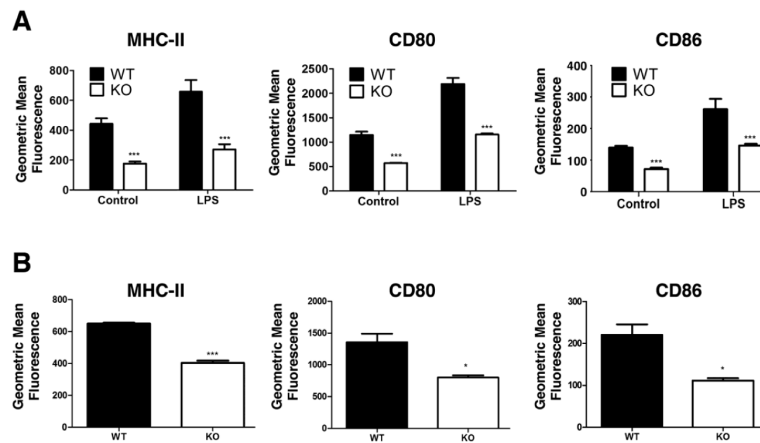 A
MHC-II
Geometric Mean
Fluorescence
800
600
400
200
0
WT
KO
***
***
Control
LPS
CD80
Geometric Mean
Fluorescence
2500
2000
1500
1000
500
0
WT
KO
***
***
Control
LPS
CD86
Geometric Mean
Fluorescence
400
300
200
100
0
WT
KO
***
***
Control
LPS
B
MHC-II
Geometric Mean
Fluorescence
800
600
400
200
0
***
WT
KO
CD80
Geometric Mean
Fluorescence
2000
1500
1000
500
0
*
WT
KO
CD86
Geometric Mean
Fluorescence
300
200
100
0
*
WT
KO